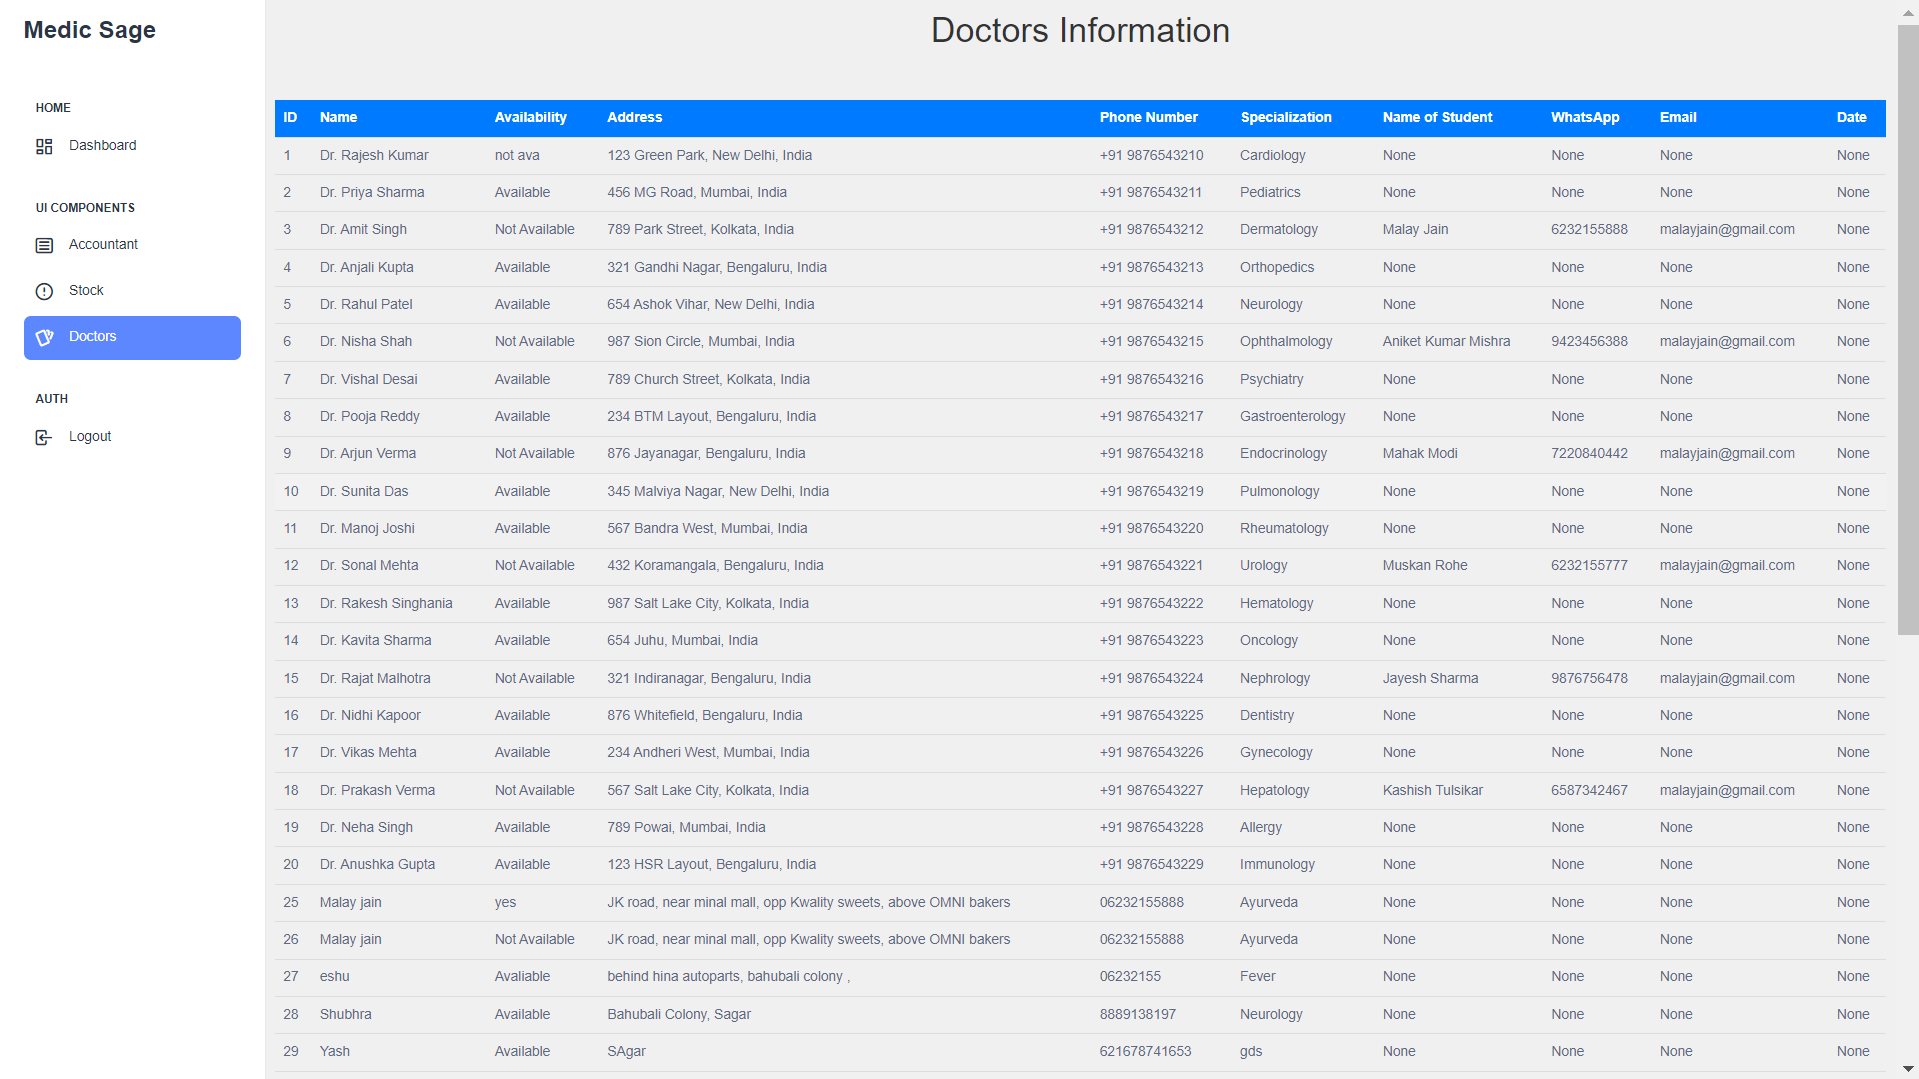 Medic Sage
HOME
Dashboard
UI COMPONENTS
Accountant
Stock
Doctors
AUTH
Logout
Doctors Information
ID Name Availability Address Phone Number Specialization Name of Student WhatsApp Email Date
1 Dr. Rajesh Kumar not ava 123 Green Park, New Delhi, India +91 9876543210 Cardiology None None None None
2 Dr. Priya Sharma Available 456 MG Road, Mumbai, India +91 9876543211 Pediatrics None None None None
3 Dr. Amit Singh Not Available 789 Park Street, Kolkata, India +91 9876543212 Dermatology Malay Jain 6232155888 malayjain@gmail.com None
4 Dr. Anjali Kupta Available 321 Gandhi Nagar, Bengaluru, India +91 9876543213 Orthopedics None None None None
5 Dr. Rahul Patel Available 654 Ashok Vihar, New Delhi, India +91 9876543214 Neurology None None None None
6 Dr. Nisha Shah Not Available 987 Sion Circle, Mumbai, India +91 9876543215 Ophthalmology Aniket Kumar Mishra 9423456388 malayjain@gmail.com None
7 Dr. Vishal Desai Available 789 Church Street, Kolkata, India +91 9876543216 Psychiatry None None None None
8 Dr. Pooja Reddy Available 234 BTM Layout, Bengaluru, India +91 9876543217 Gastroenterology None None None None
9 Dr. Arjun Verma Not Available 876 Jayanagar, Bengaluru, India +91 9876543218 Endocrinology Mahak Modi 7220840442 malayjain@gmail.com None
10 Dr. Sunita Das Available 345 Malviya Nagar, New Delhi, India +91 9876543219 Pulmonology None None None None
11 Dr. Manoj Joshi Available 567 Bandra West, Mumbai, India +91 9876543220 Rheumatology None None None None
12 Dr. Sonal Mehta Not Available 432 Koramangala, Bengaluru, India +91 9876543221 Urology Muskan Rohe 6232155777 malayjain@gmail.com None
13 Dr. Rakesh Singhania Available 987 Salt Lake City, Kolkata, India +91 9876543222 Hematology None None None None
14 Dr. Kavita Sharma Available 654 Juhu, Mumbai, India +91 9876543223 Oncology None None None None
15 Dr. Rajat Malhotra Not Available 321 Indiranagar, Bengaluru, India +91 9876543224 Nephrology Jayesh Sharma 9876756478 malayjain@gmail.com None
16 Dr. Nidhi Kapoor Available 876 Whitefield, Bengaluru, India +91 9876543225 Dentistry None None None None
17 Dr. Vikas Mehta Available 234 Andheri West, Mumbai, India +91 9876543226 Gynecology None None None None
18 Dr. Prakash Verma Not Available 567 Salt Lake City, Kolkata, India +91 9876543227 Hepatology Kashish Tulsikar 6587342467 malayjain@gmail.com None
19 Dr. Neha Singh Available 789 Powai, Mumbai, India +91 9876543228 Allergy None None None None
20 Dr. Anushka Gupta Available 123 HSR Layout, Bengaluru, India +91 9876543229 Immunology None None None None
25 Malay jain yes JK road, near minal mall, opp Kwality sweets, above OMNI bakers 06232155888 Ayurveda None None None None
26 Malay jain Not Available JK road, near minal mall, opp Kwality sweets, above OMNI bakers 06232155888 Ayurveda None None None None
27 eshu Avaliable behind hina autoparts, bahubali colony , 06232155 Fever None None None None
28 Shubhra Available Bahubali Colony, Sagar 8889138197 Neurology None None None None
29 Yash Available SAgar 621678741653 gds None None None None